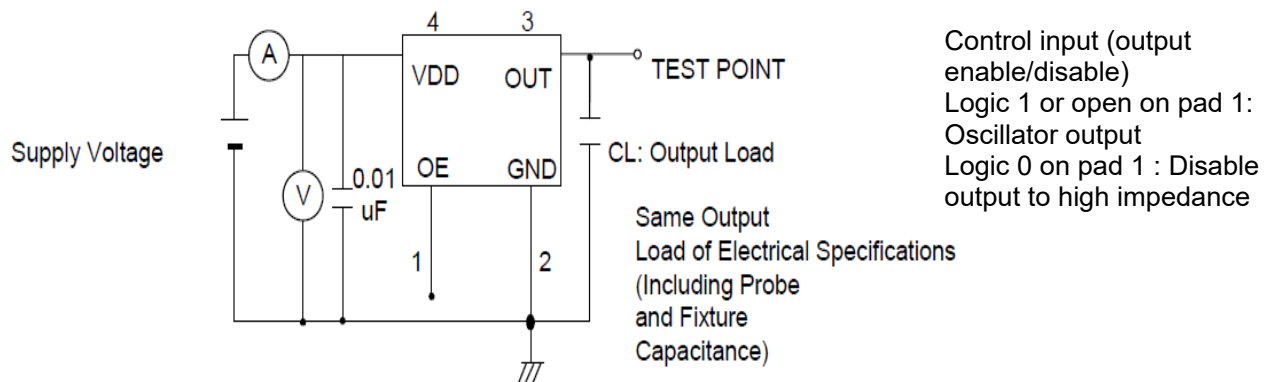 4
3
A
VDD
OUT
TEST POINT
Supply Voltage
V
0.01
uF
OE
GND
CL: Output Load
1
2
Same Output
Load of Electrical Specifications
(Including Probe
and Fixture
Capacitance)
Control input (output
enable/disable)
Logic 1 or open on pad 1:
Oscillator output
Logic 0 on pad 1 : Disable
output to high impedance